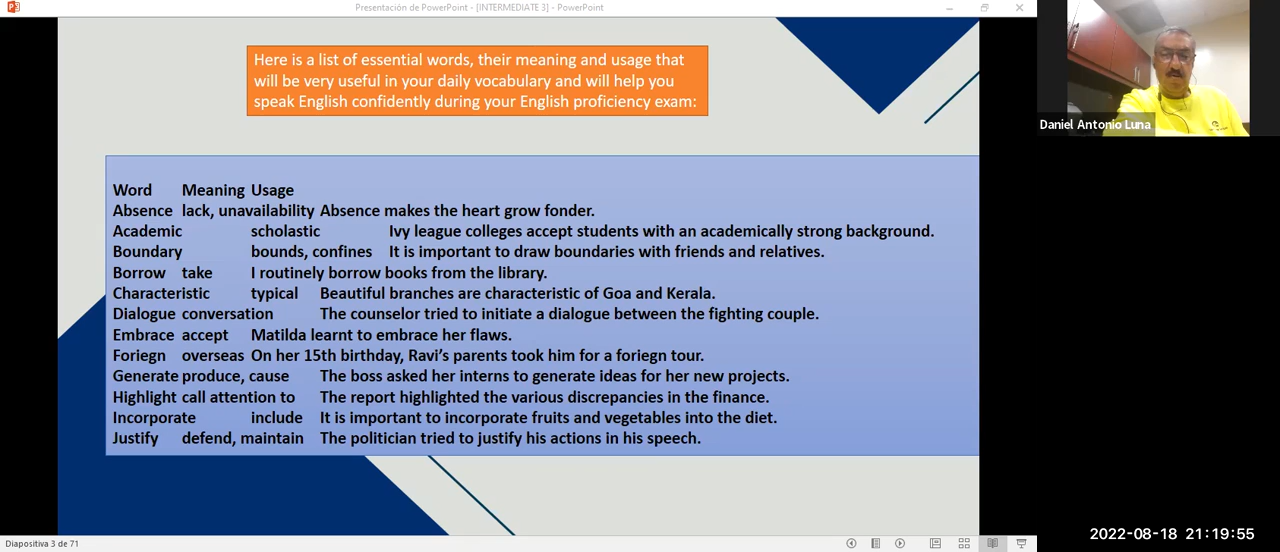 Presentación de PowerPoint - [INTERMEDIATE 3] - PowerPoint
Here is a list of essential words, their meaning and usage that
will be very useful in your daily vocabulary and will help you
speak English confidently during your English proficiency exam:
Daniel Antonio Luna
Word Meaning Usage
Absence lack, unavailability Absence makes the heart grow fonder.
Academic scholastic Ivy league colleges accept students with an academically strong background.
Boundary bounds, confines It is important to draw boundaries with friends and relatives.
Borrow take I routinely borrow books from the library.
Characteristic typical Beautiful branches are characteristic of Goa and Kerala.
Dialogue conversation The counselor tried to initiate a dialogue between the fighting couple.
Embrace accept Matilda learnt to embrace her flaws.
Foriegn overseas On her 15th birthday, Ravi's parents took him for a foriegn tour.
Generate produce, cause The boss asked her interns to generate ideas for her new projects.
Highlight call attention to The report highlighted the various discrepancies in the finance.
Incorporate include It is important to incorporate fruits and vegetables into the diet.
Justify defend, maintain The politician tried to justify his actions in his speech.
Diapositiva 3 de 71
2022-08-18 21:19:55